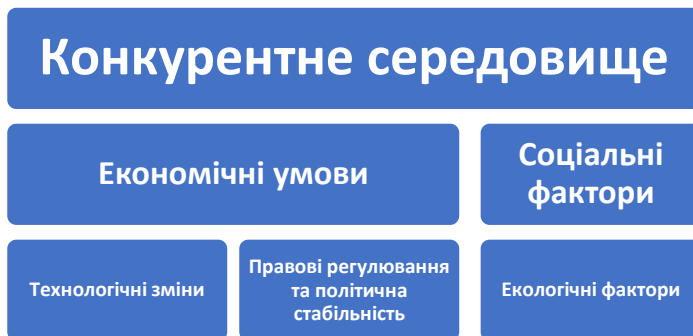 Конкурентне середовище
Економічні умови
Соціальні
фактори
Технологічні зміни
Правові регулювання
та політична
стабільність
Екологічні фактори